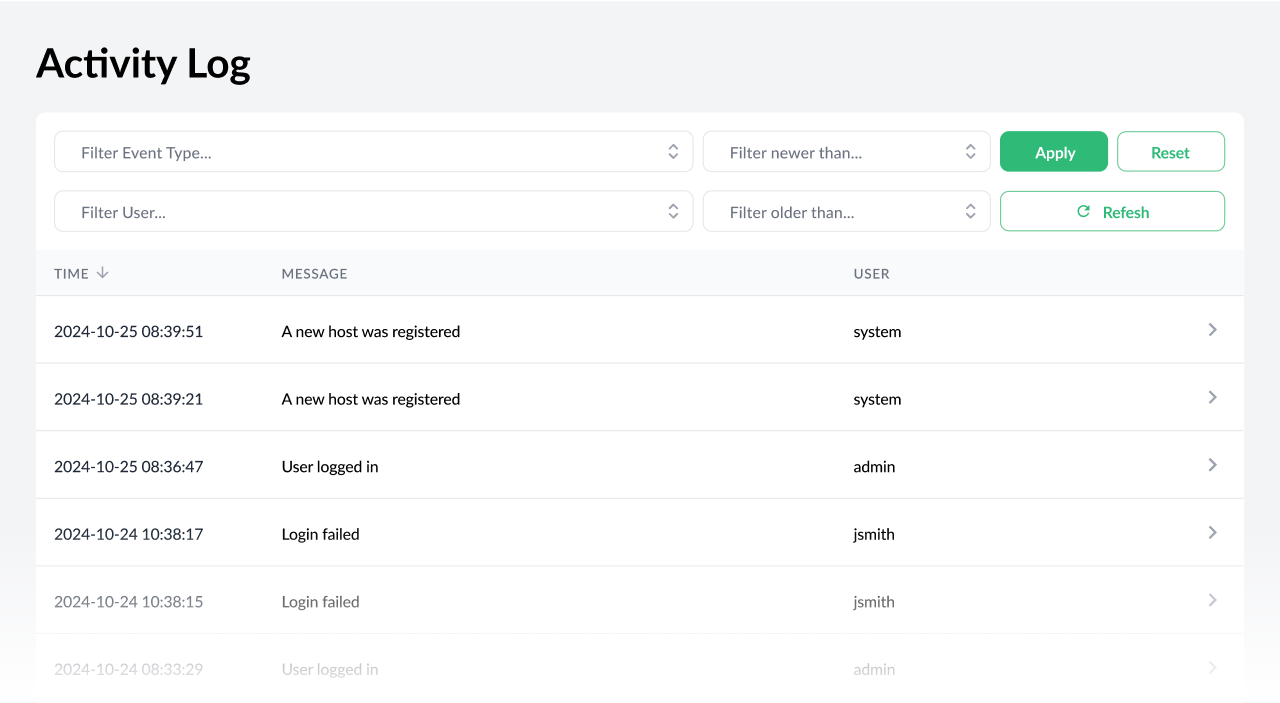 Activity Log
Filter Event Type... Filter newer than... Apply Reset
Filter User... Filter older than... Refesh
TIME MESSAGE USER
2024-10-25 08:39:51 A new host was registered system
2024-10-25 08:39:21 A new host was registered system
2024-10-25 08:36:47 User logged in admin
2024-10-24 10:38:17 Login failed jsmith
2024-10-24 10:38:15 Login failed jsmith
2024-10-24 08:33:29 User logged in admin